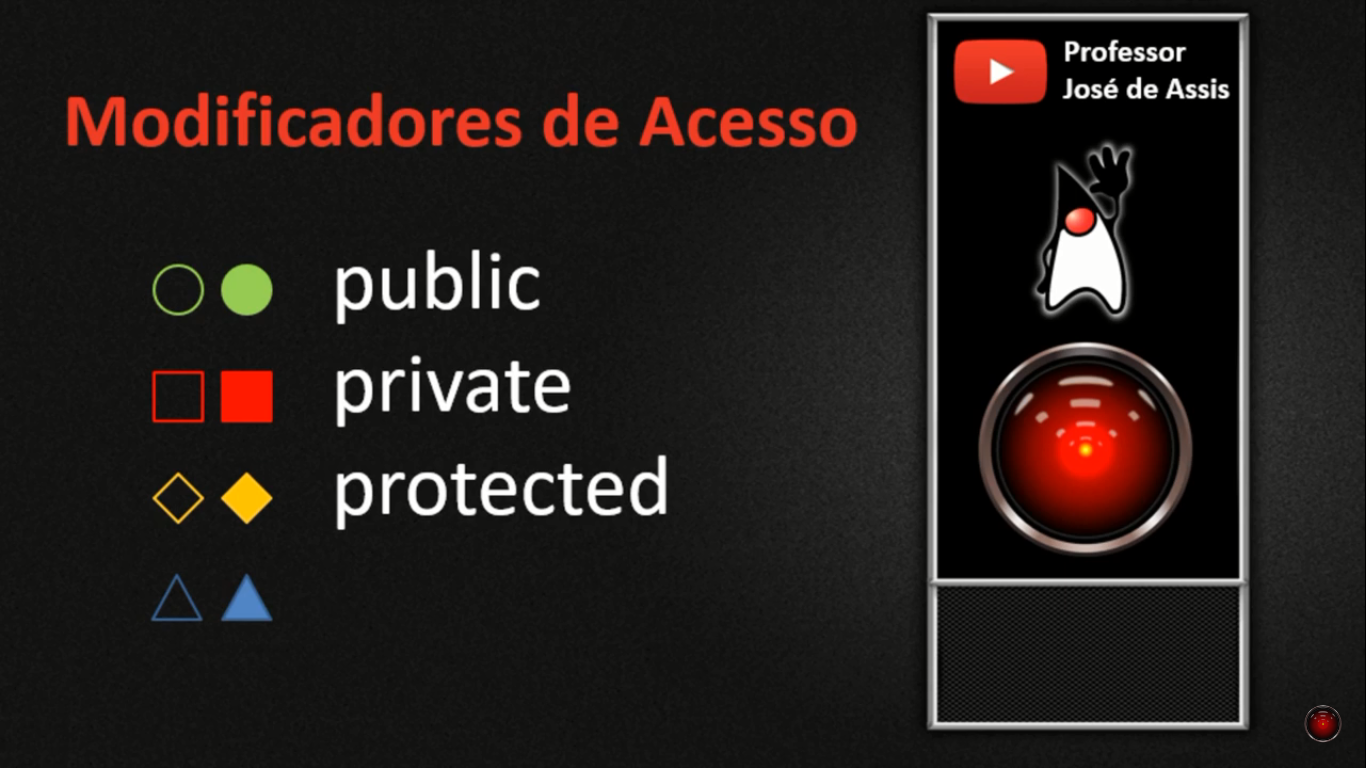 Modificadores de Acesso
public
private
protected
Professor
José de Assis